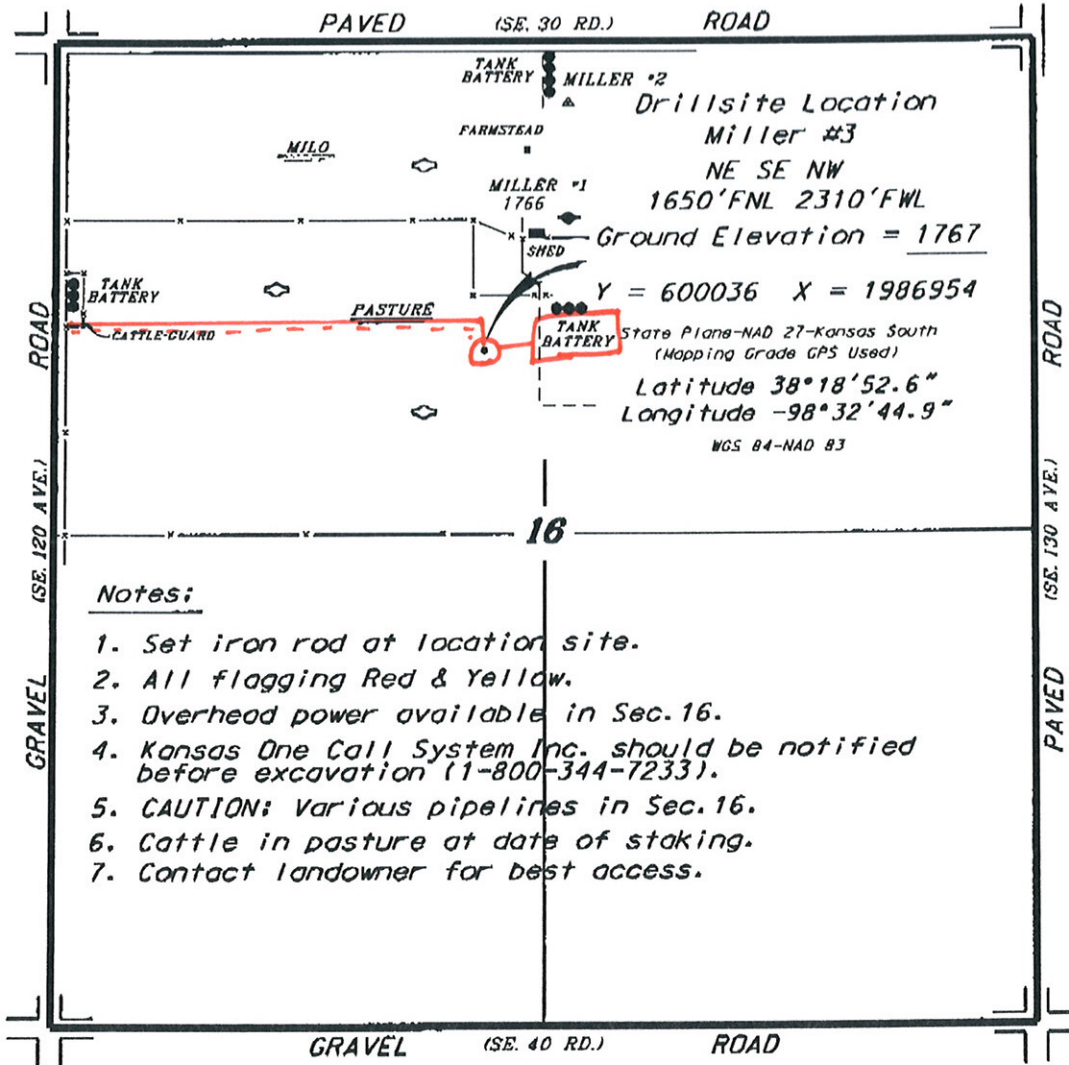 PAVED (SE. 30 RD.) ROAD
TANK
BATTERY
MILLER #2
Drillsite Location
Miller #3
NE SE NW
1650'FNL 2310'FWL
Ground Elevation = 1767
Y = 600036 X = 1986954
State Plane-NAD 27-Kansas South
(Mapping Grade GPS Used)
Latitude 38°18'52.6"
Longitude -98°32'44.9"
WGS 84-NAD 83
FARMSTEAD
MILO
MILLER #1
1766
SHED
TANK
BATTERY
PASTURE
CATTLE-GUARD
TANK
BATTERY
16
GRAVEL (SE. 120 AVE.) ROAD
PAVED (SE. 130 AVE.) ROAD
Notes:
1. Set iron rod at location site.
2. All flagging Red & Yellow.
3. Overhead power available in Sec.16.
4. Kansas One Call System Inc. should be notified
before excavation (1-800-344-7233).
5. CAUTION: Various pipelines in Sec.16.
6. Cattle in pasture at date of staking.
7. Contact landowner for best access.
GRAVEL (SE. 40 RD.) ROAD